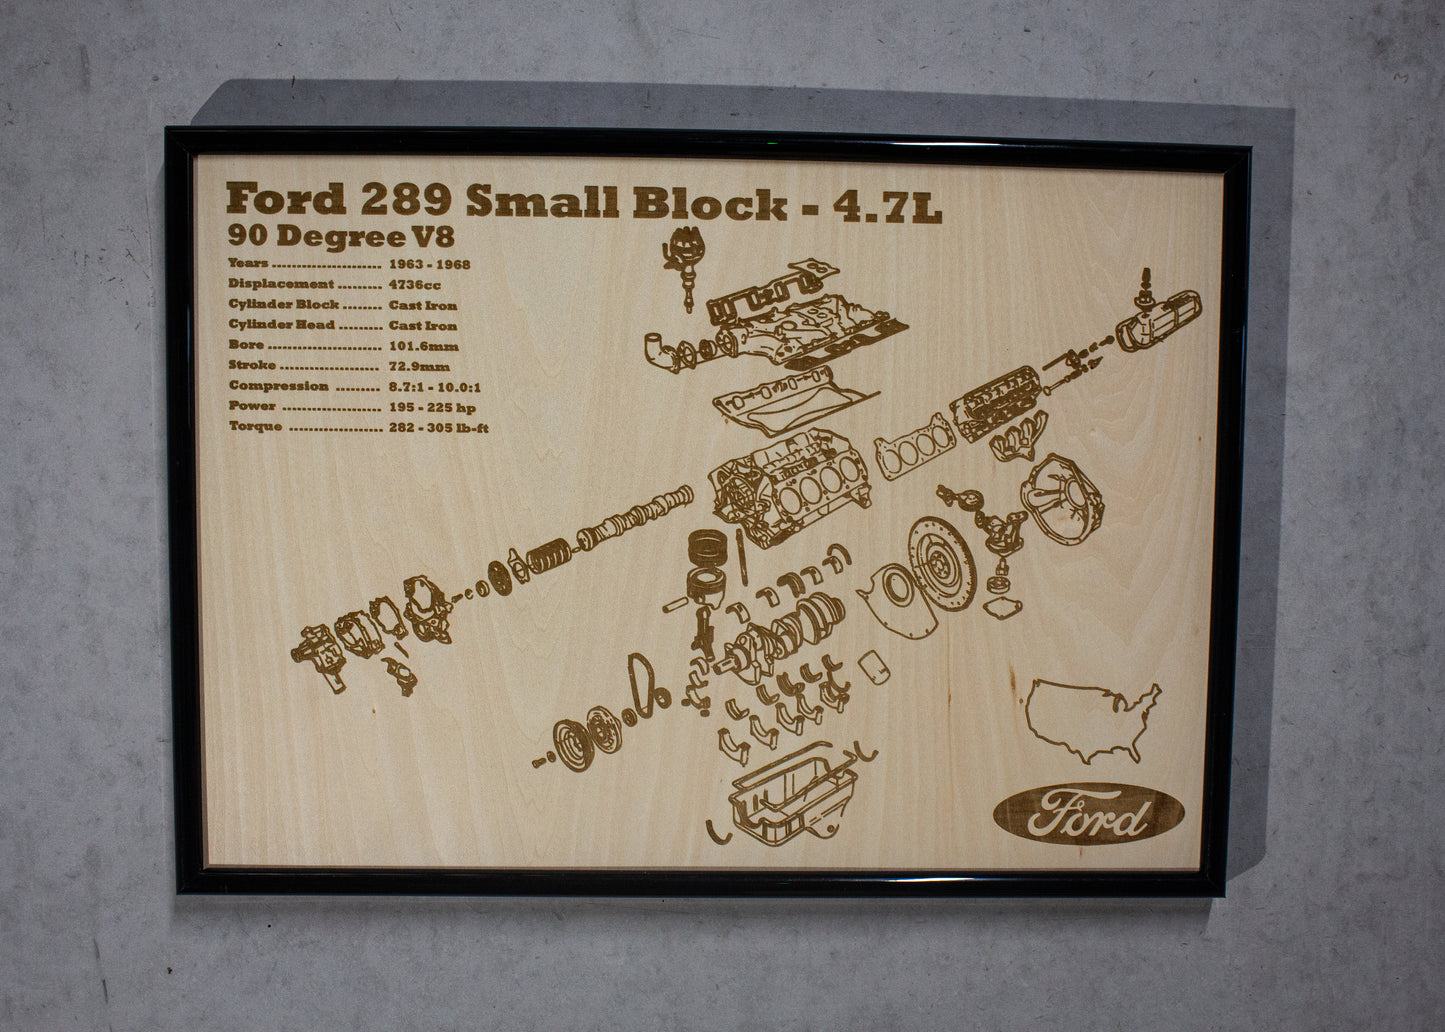 Ford 289 Small Block - 4.7L
90 Degree V8
Years ........................ 1963 - 1968
Displacement .......... 4736cc
Cylinder Block ........ Cast Iron
Cylinder Head ......... Cast Iron
Bore ......................... 101.6mm
Stroke ...................... 72.9mm
Compression .......... 8.7:1 - 10.0:1
Power ...................... 195 - 225 hp
Torque ..................... 282 - 305 lb-ft
Ford